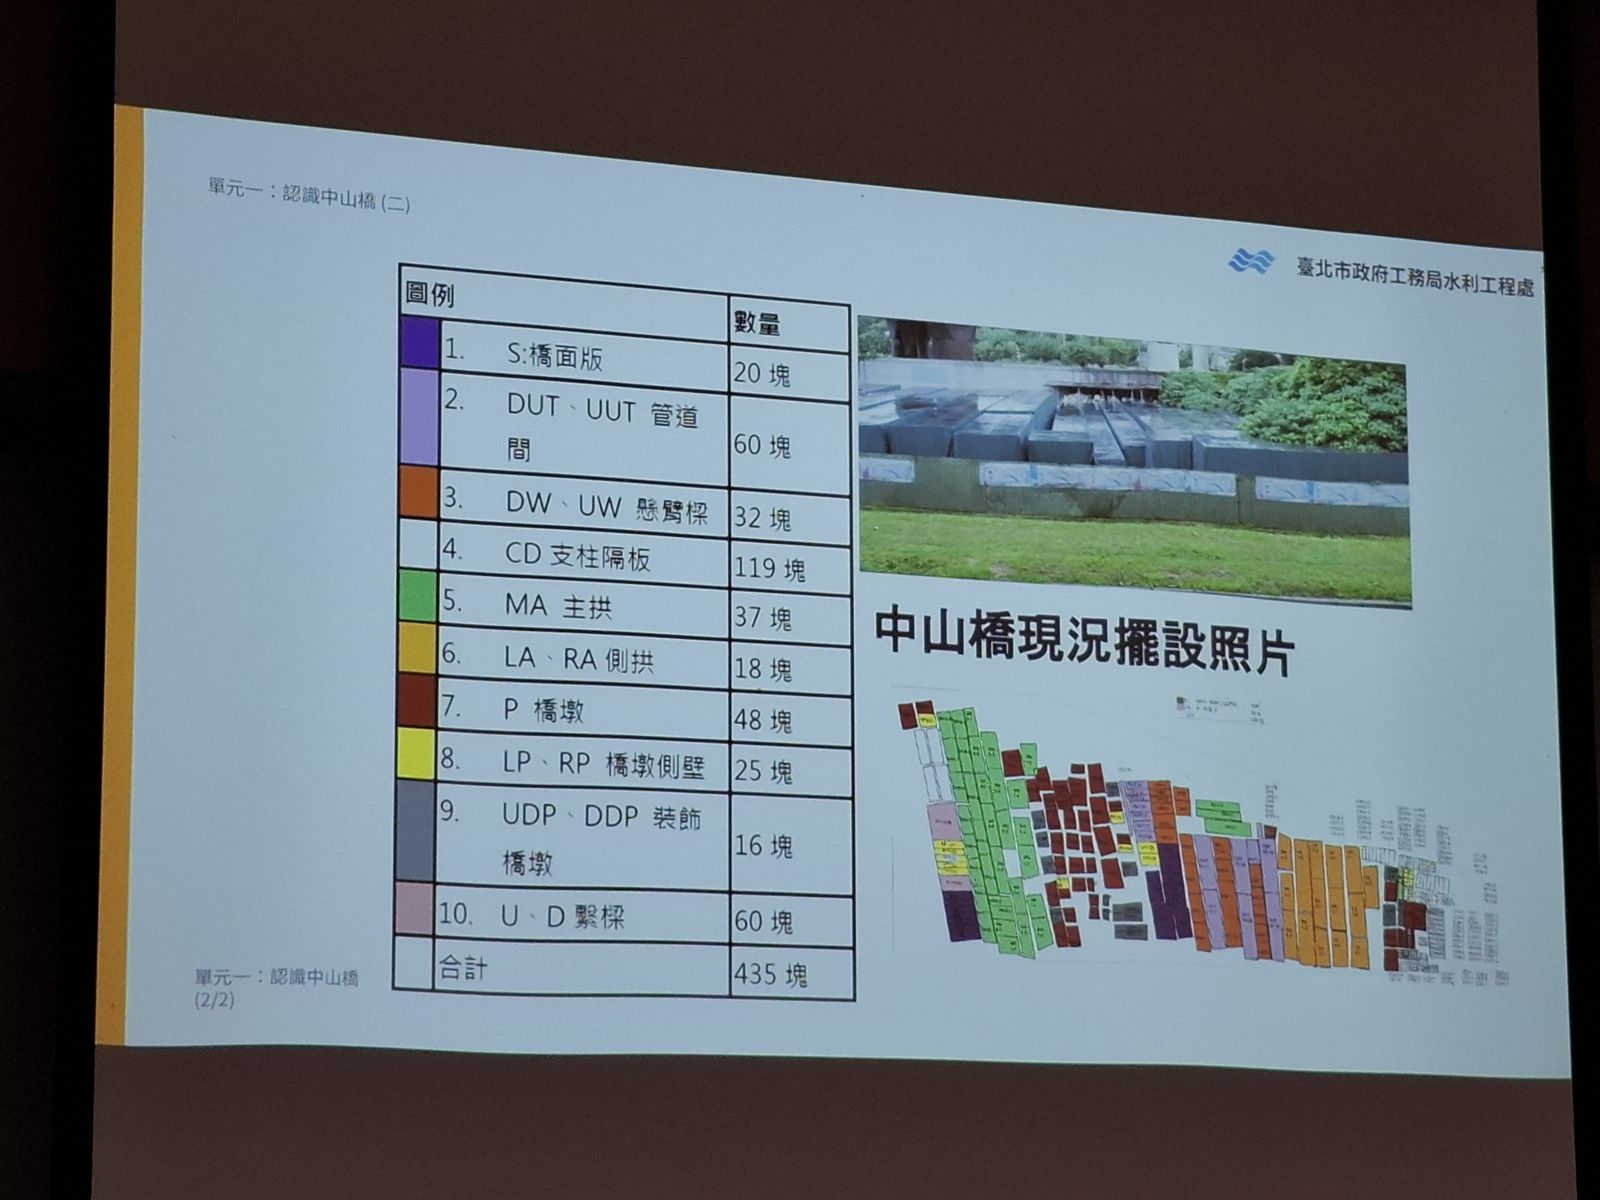 單元一：認識中山橋 (二)
臺北市政府工務局水利工程處
圖例 數量
1. S:橋面版 20 塊
2. DUT、UUT 管道
間 60 塊
3. DW、UW 懸臂樑 32 塊
4. CD 支柱隔板 119 塊
5. MA 主拱 37 塊
6. LA、RA 側拱 18 塊
7. P 橋墩 48 塊
8. LP、RP 橋墩側壁 25 塊
9. UDP、DDP 裝飾
橋墩 16 塊
10. U、D 繫樑 60 塊
合計 435 塊
中山橋現況擺設照片
單元一：認識中山橋
(2/2)